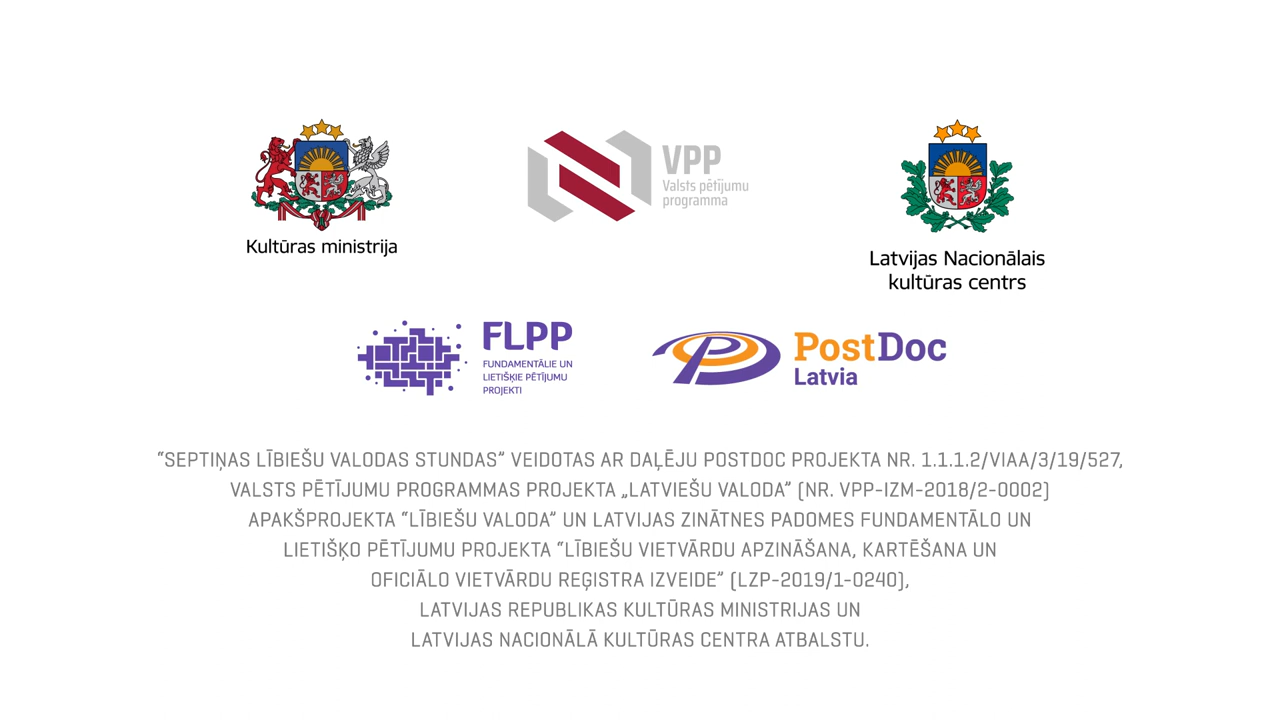 Kultūras ministrija
VPP
Valsts pētījumu
programma
Latvijas Nacionālais
kultūras centrs
FLPP
FUNDAMENTĀLIE UN
LIETIŠĶIE PĒTĪJUMU
PROJEKTI
PostDoc
Latvia
“SEPTIŅAS LĪBIEŠU VALODAS STUNDAS” VEIDOTAS AR DAĻĒJU POSTDOC PROJEKTA NR. 1.1.1.2/VIAA/3/19/527,
VALSTS PĒTĪJUMU PROGRAMMAS PROJEKTA „LATVIEŠU VALODA” (NR. VPP-IZM-2018/2-0002)
APAKŠPROJEKTA “LĪBIEŠU VALODA” UN LATVIJAS ZINĀTNES PADOMES FUNDAMENTĀLO UN
LIETIŠĶO PĒTĪJUMU PROJEKTA “LĪBIEŠU VIETVĀRDU APZINĀŠANA, KARTĒŠANA UN
OFICIĀLO VIETVĀRDU REĢISTRA IZVEIDE” (LZP-2019/1-0240),
LATVIJAS REPUBLIKAS KULTŪRAS MINISTRIJAS UN
LATVIJAS NACIONĀLĀ KULTŪRAS CENTRA ATBALSTU.